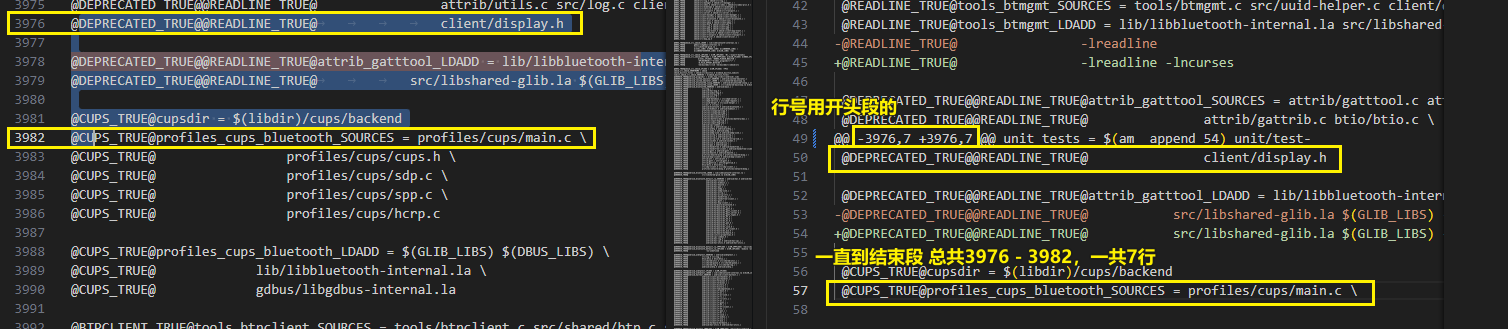 3975 @DEPRECATED_TRUE@@READLINE_TRUE@ attrib/utils.c src/log.c clien
3976 @DEPRECATED_TRUE@@READLINE_TRUE@ client/display.h
3977
3978 @DEPRECATED_TRUE@@READLINE_TRUE@attrib_gatttool_LDADD = lib/libbluetooth-inte
3979 @DEPRECATED_TRUE@@READLINE_TRUE@ → → → src/libshared-glib.la $(GLIB_LIBS
3980
3981 @CUPS_TRUE@cupsdir = $(libdir)/cups/backend
3982 @CUPS_TRUE@profiles_cups_bluetooth_SOURCES = profiles/cups/main.c \
3983 @CUPS_TRUE@ profiles/cups/cups.h \
3984 @CUPS_TRUE@ profiles/cups/sdp.c \
3985 @CUPS_TRUE@ profiles/cups/spp.c \
3986 @CUPS_TRUE@ profiles/cups/hcrp.c
3987
3988 @CUPS_TRUE@profiles_cups_bluetooth_LDADD = $(GLIB_LIBS) $(DBUS_LIBS) \
3989 @CUPS_TRUE@ lib/libbluetooth-internal.la \
3990 @CUPS_TRUE@ gdbus/libgdbus-internal.la
3991
3992 @BTPCLIENT_TRUE@tools_btpclient_SOURCES = tools/btpclient.c src/shared/btp.c s
42 @READLINE_TRUE@tools_btmgmt_SOURCES = tools/btmgmt.c src/uuid-helper.c client/d
43 @READLINE_TRUE@tools_btmgmt_LDADD = lib/libbluetooth-internal.la src/libshared
44 -@READLINE_TRUE@ -lreadline
45 +@READLINE_TRUE@ -lreadline -lncurses
46
行号用开头段的
47 @DEPRECATED_TRUE@@READLINE_TRUE@attrib_gatttool_SOURCES = attrib/gatttool.c at
48 @DEPRECATED_TRUE@@READLINE_TRUE@ attrib/gattrib.c btio/btio.c \
49 @@ -3976,7 +3976,7 @@ unit_tests = $(am__append_54) unit/test-
50 @DEPRECATED_TRUE@@READLINE_TRUE@ client/display.h
51
52 @DEPRECATED_TRUE@@READLINE_TRUE@attrib_gatttool_LDADD = lib/libbluetooth-inter
53 -@DEPRECATED_TRUE@@READLINE_TRUE@ src/libshared-glib.la $(GLIB_LIBS)
54 +@DEPRECATED_TRUE@@READLINE_TRUE@ src/libshared-glib.la $(GLIB_LIBS)
55
一直到结束段 总共3976 - 3982，一共7行
56 @CUPS_TRUE@cupsdir = $(libdir)/cups/backend
57 @CUPS_TRUE@profiles_cups_bluetooth_SOURCES = profiles/cups/main.c \
58